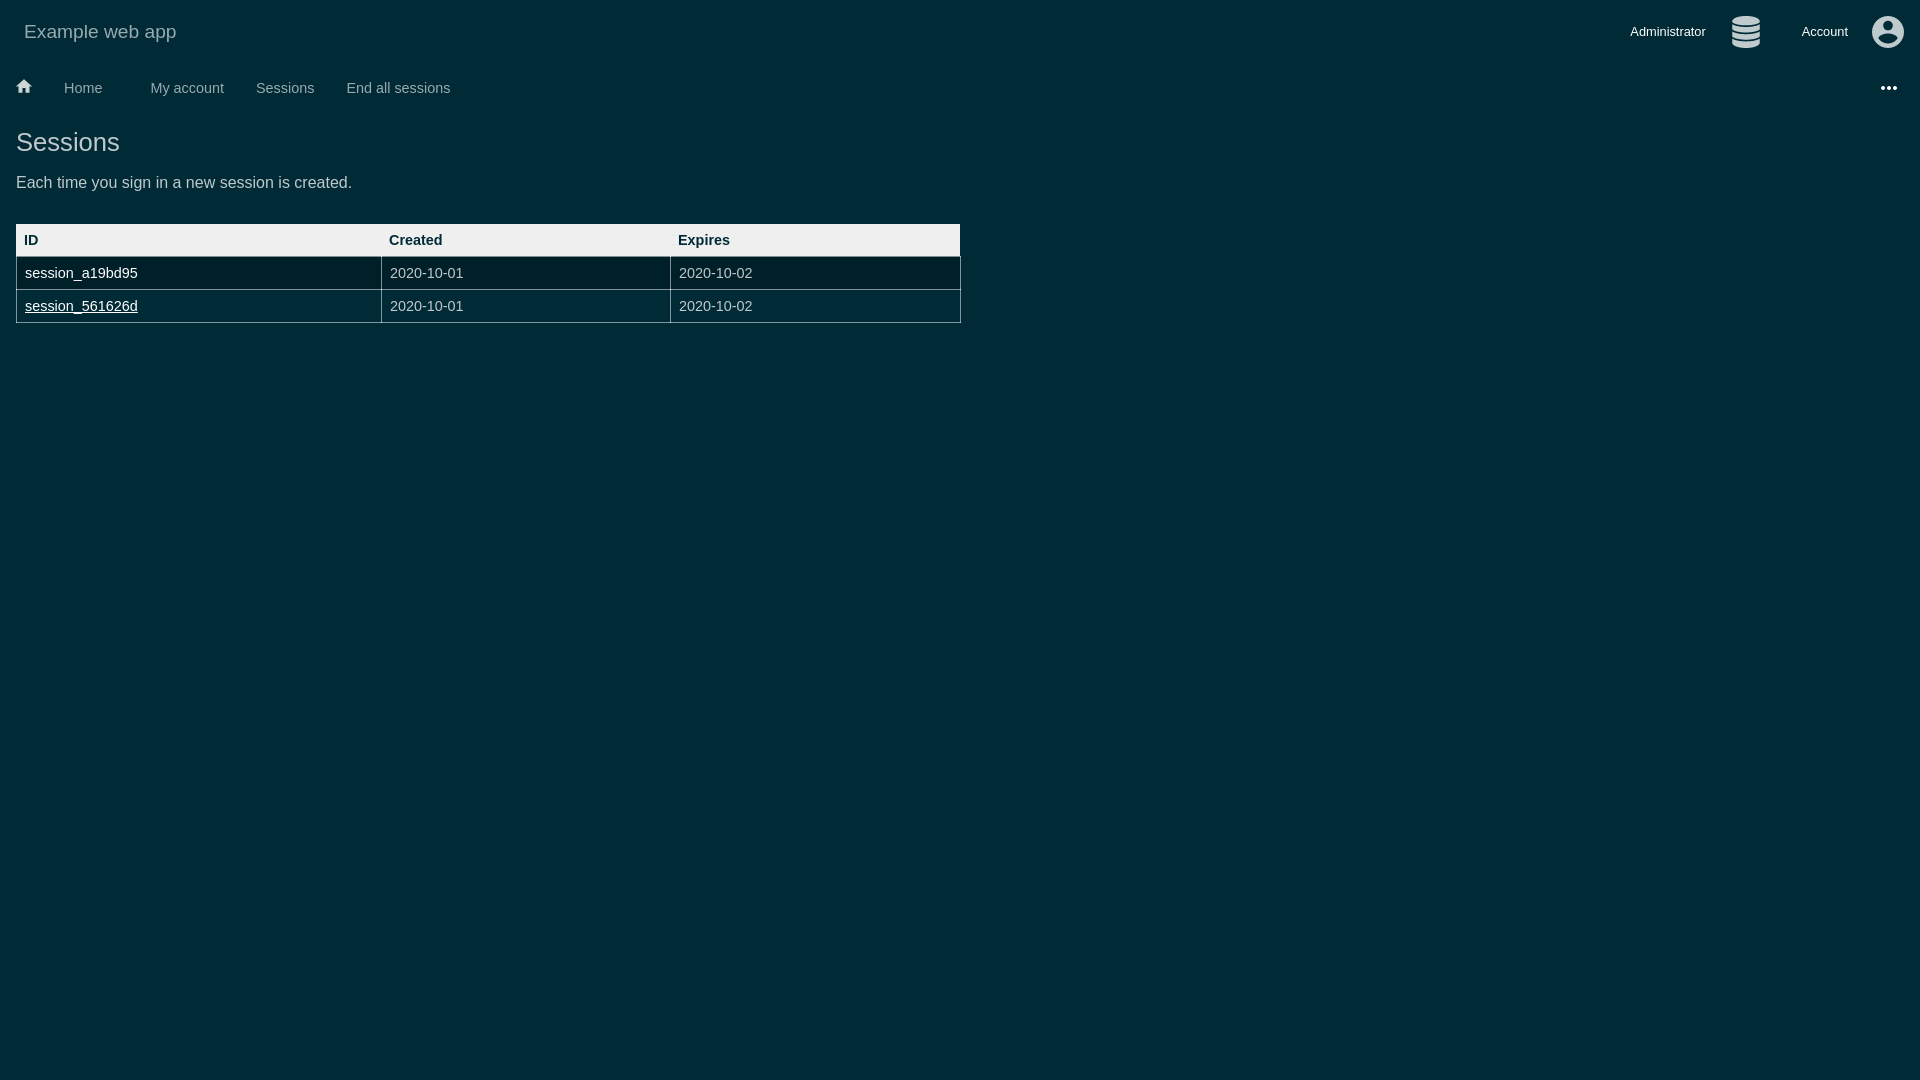 Example web app
Administrator
Account
Home
My account
Sessions
End all sessions
Sessions
Each time you sign in a new session is created.
ID Created Expires
session_a19bd95 2020-10-01 2020-10-02
session_561626d 2020-10-01 2020-10-02